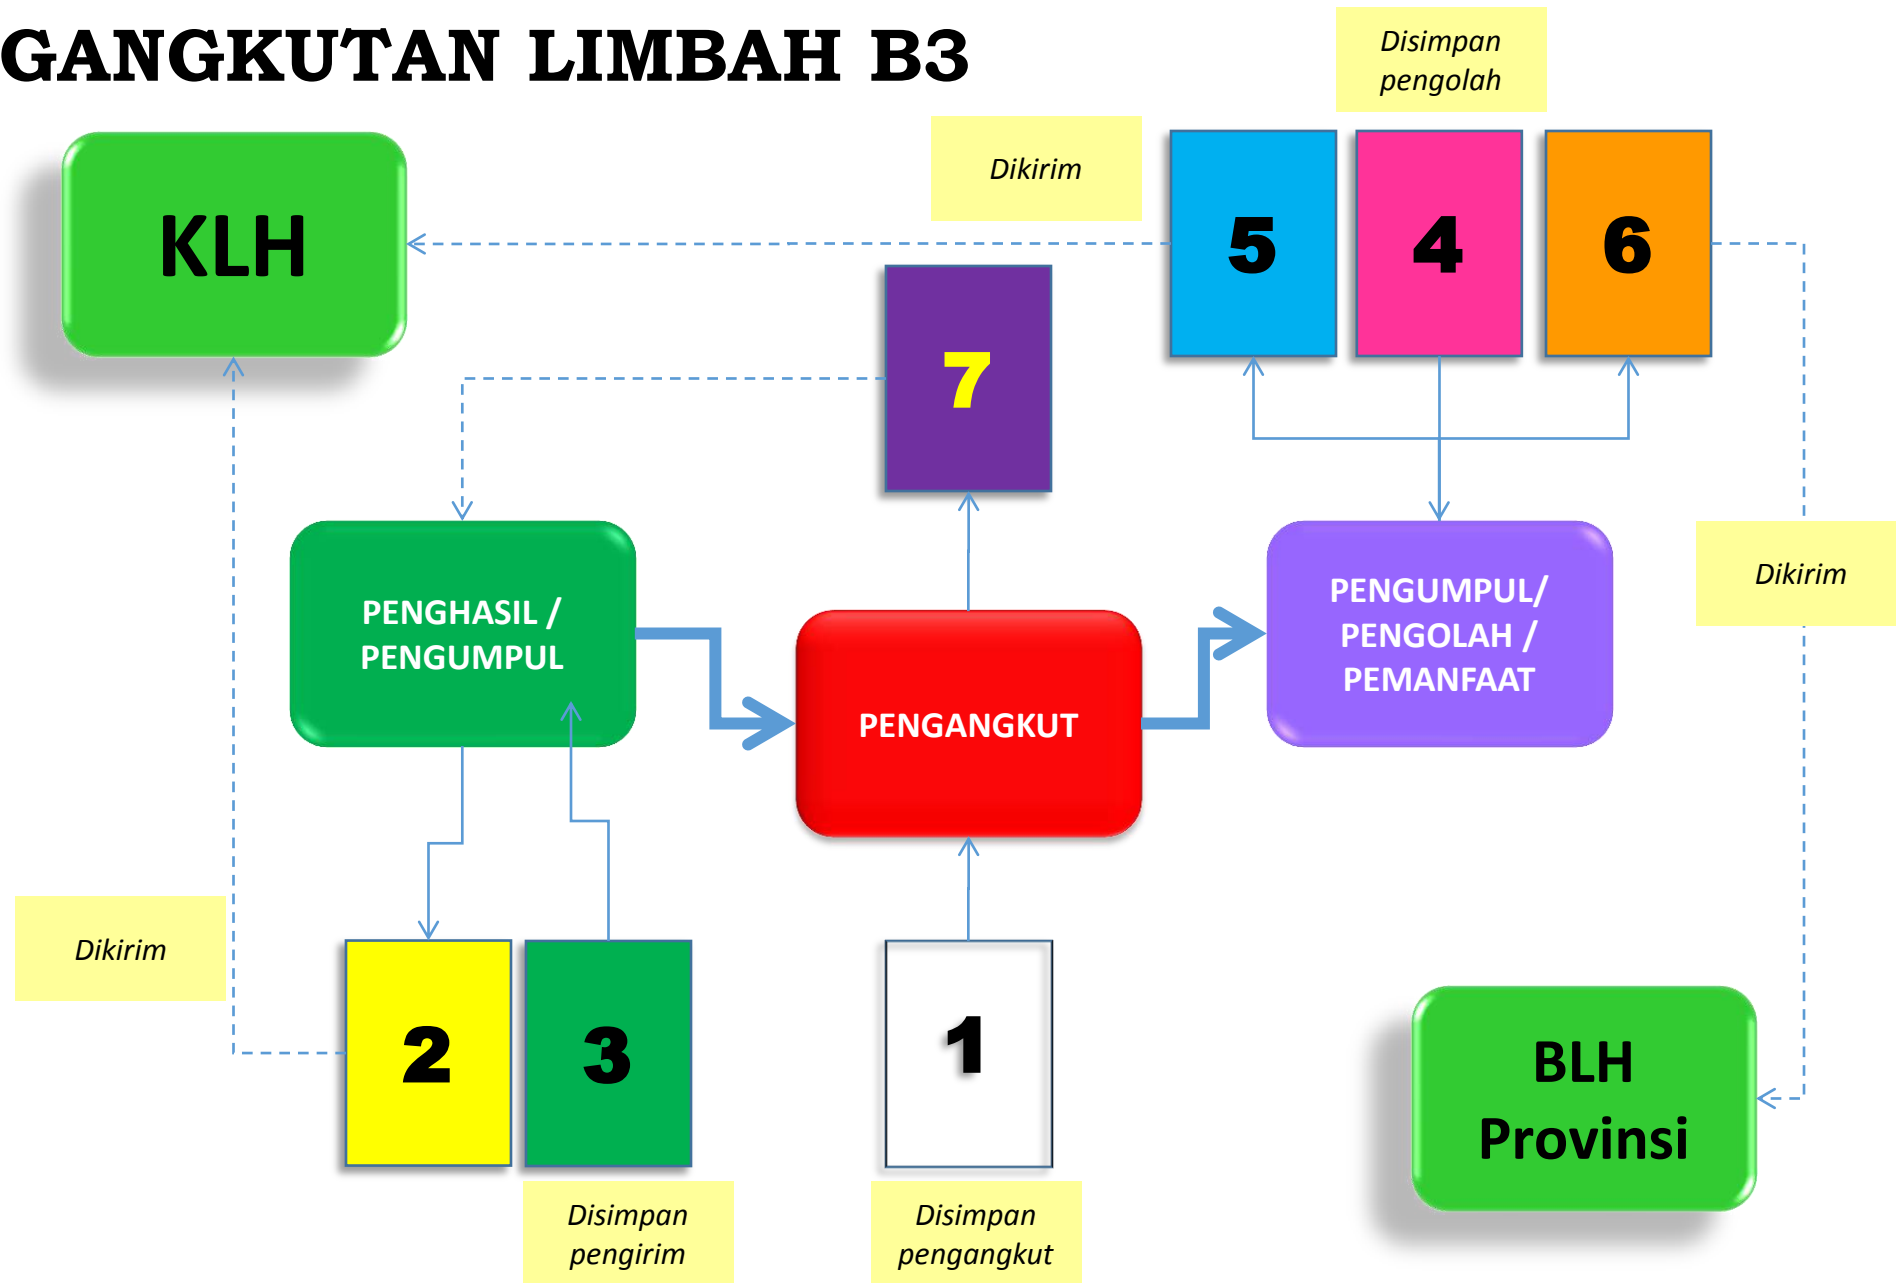 GANGKUTAN LIMBAH B3
Disimpan
pengolah
Dikirim
KLH
5
4
6
7
PENGHASIL /
PENGUMPUL
PENGANGKUT
PENGUMPUL/
PENGOLAH /
PEMANFAAT
Dikirim
Dikirim
2
3
1
BLH
Provinsi
Disimpan
pengirim
Disimpan
pengangkut